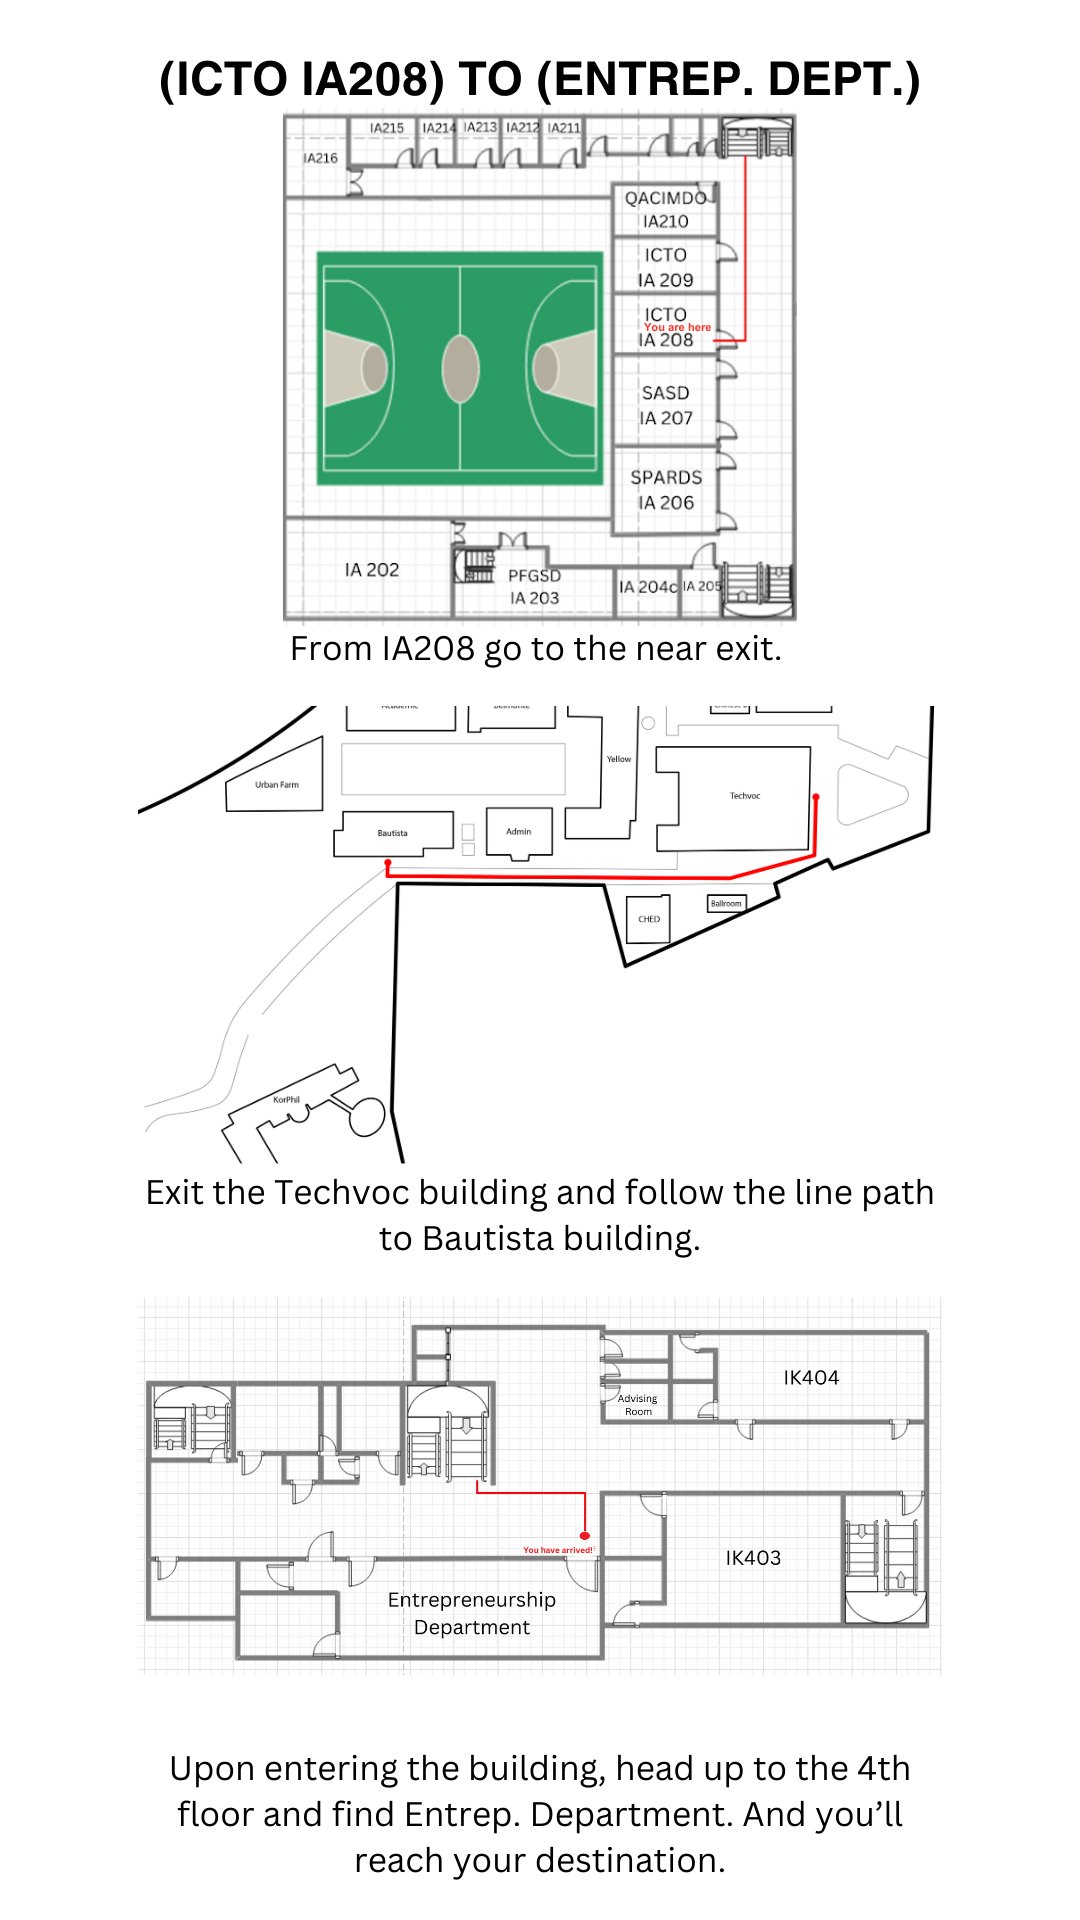 (ICTO IA208) TO (ENTREP. DEPT.)
IA215
IA214
IA213
IA212
IA211
IA216
QACIMDO
IA210
ICTO
IA 209
ICTO
You are here
IA 208
SASD
IA 207
SPARDS
IA 206
IA 202
PFGSD
IA 203
IA 204c
IA 205
From IA208 go to the near exit.
Academic
Belmonte
Yellow
Urban Farm
Techvoc
Bautista
Admin
Ballroom
CHED
KorPhil
Exit the Techvoc building and follow the line path
to Bautista building.
IK404
Advising
Room
You have arrived!
IK403
Entrepreneurship
Department
Upon entering the building, head up to the 4th
floor and find Entrep. Department. And you’ll
reach your destination.